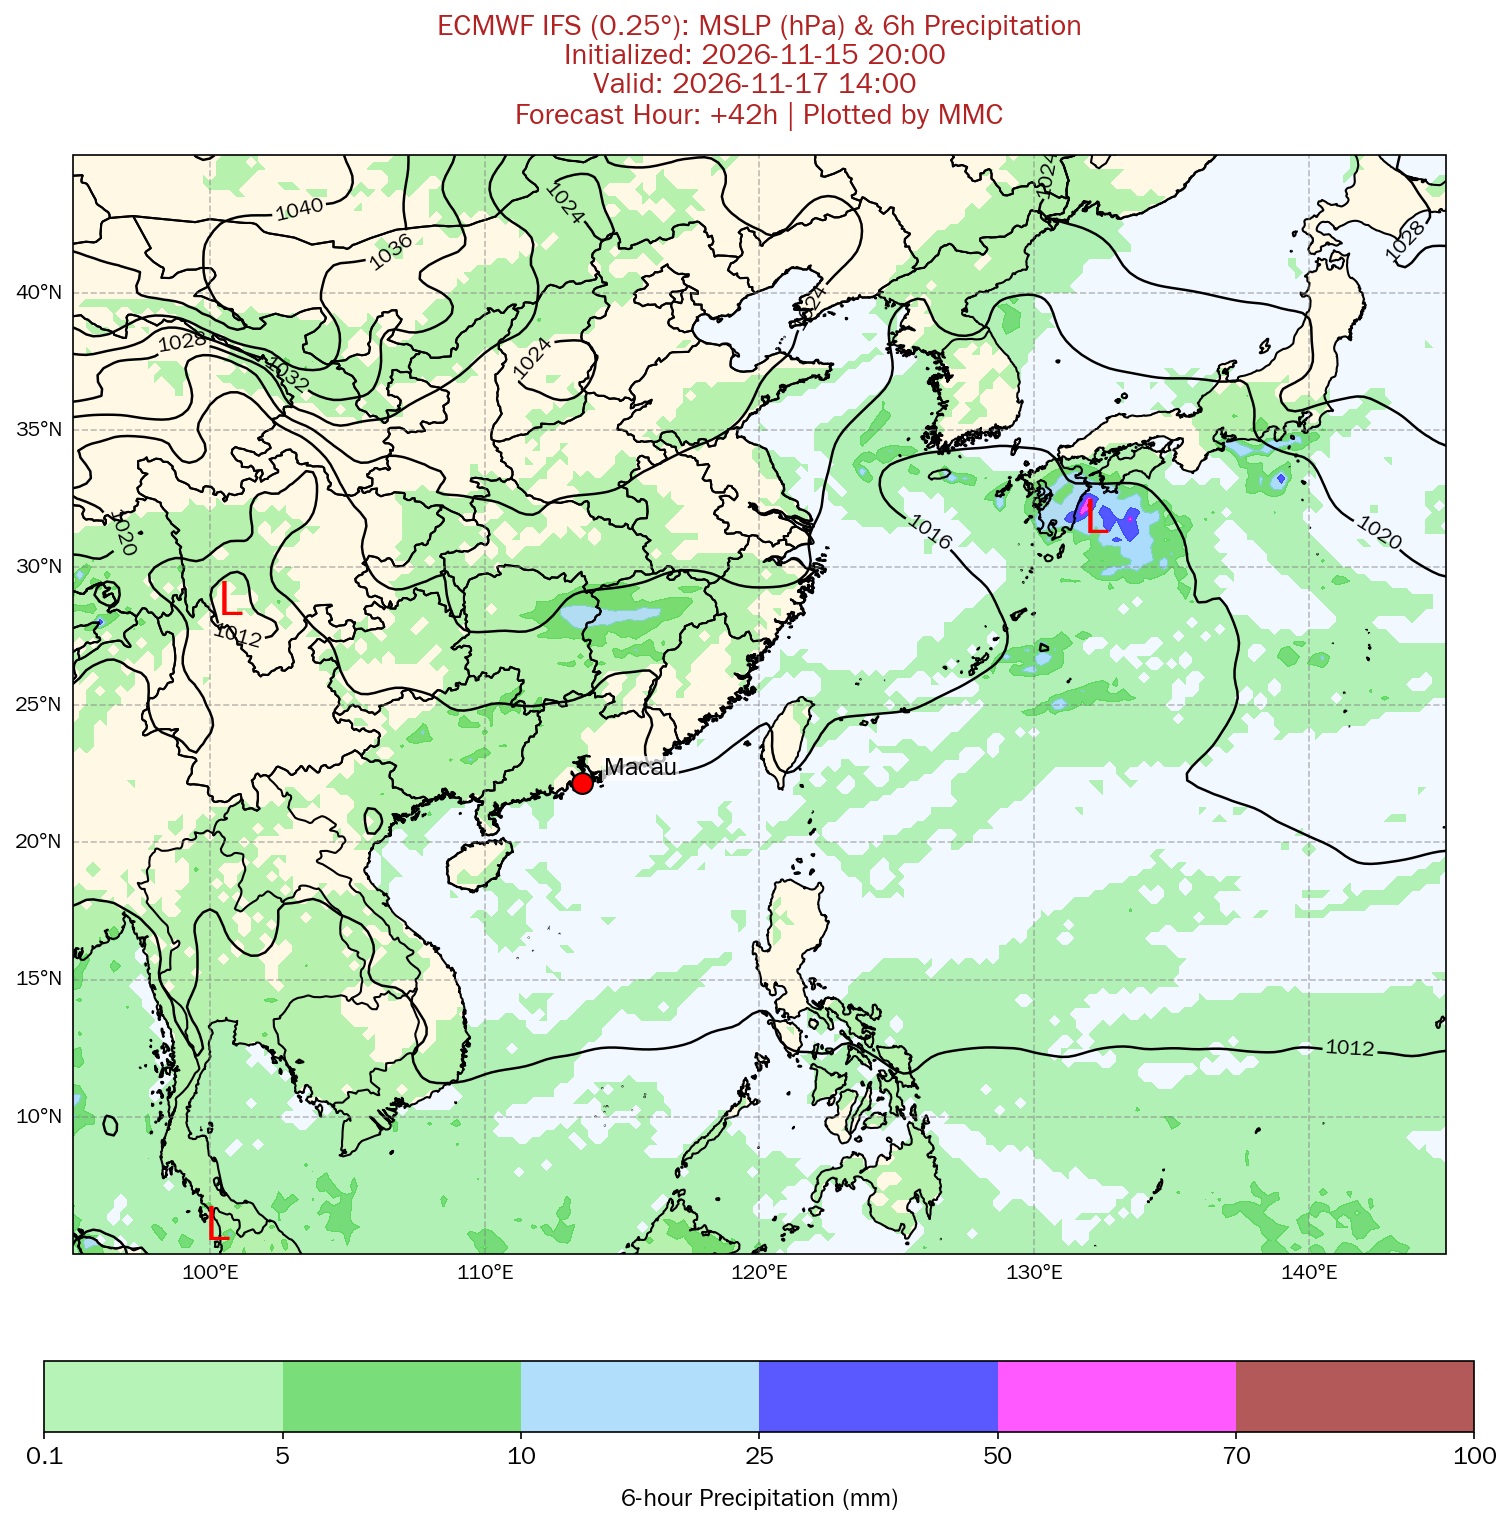 ECMWF IFS (0.25°): MSLP (hPa) & 6h Precipitation
Initialized: 2026-11-15 20:00
Valid: 2026-11-17 14:00
Forecast Hour: +42h | Plotted by MMC
1024
1040
1024
1036
1028
40°N
1024
1028
1024
1032
35°N
1020
L
1016
1020
30°N
L
1012
25°N
Macau
20°N
15°N
1012
10°N
L
100°E 110°E 120°E 130°E 140°E
0.1 5 10 25 50 70 100
6-hour Precipitation (mm)